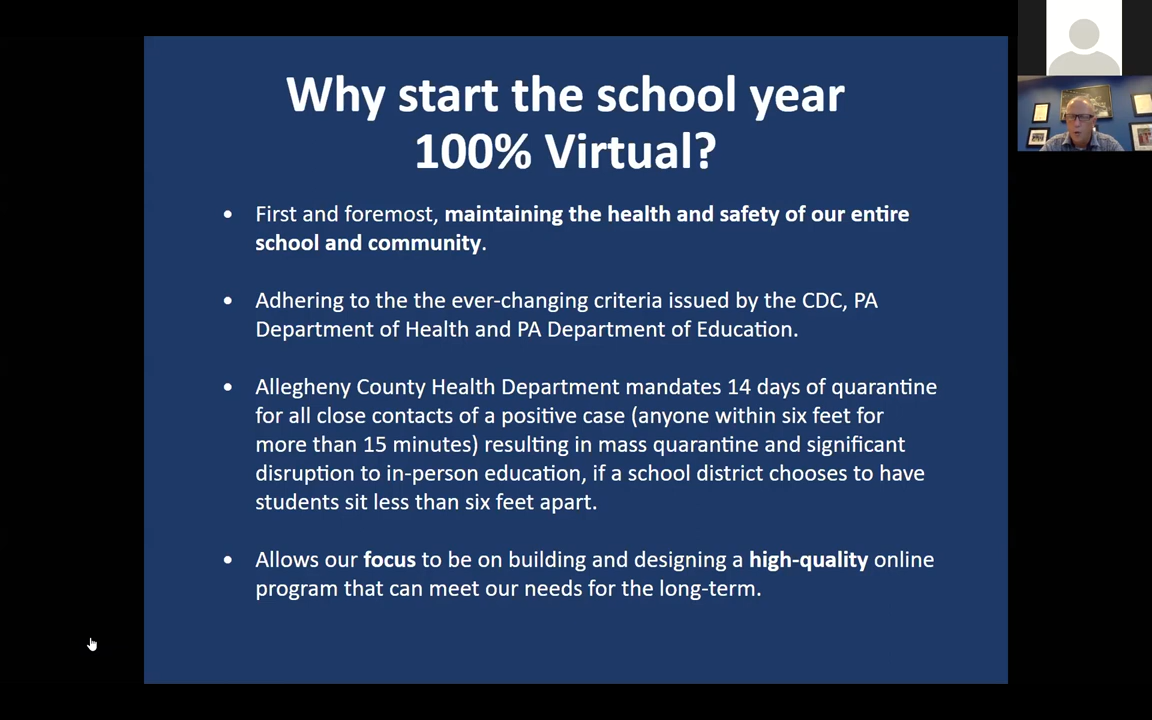 Why start the school year
100% Virtual?
• First and foremost, maintaining the health and safety of our entire
school and community.
• Adhering to the the ever-changing criteria issued by the CDC, PA
Department of Health and PA Department of Education.
• Allegheny County Health Department mandates 14 days of quarantine
for all close contacts of a positive case (anyone within six feet for
more than 15 minutes) resulting in mass quarantine and significant
disruption to in-person education, if a school district chooses to have
students sit less than six feet apart.
• Allows our focus to be on building and designing a high-quality online
program that can meet our needs for the long-term.